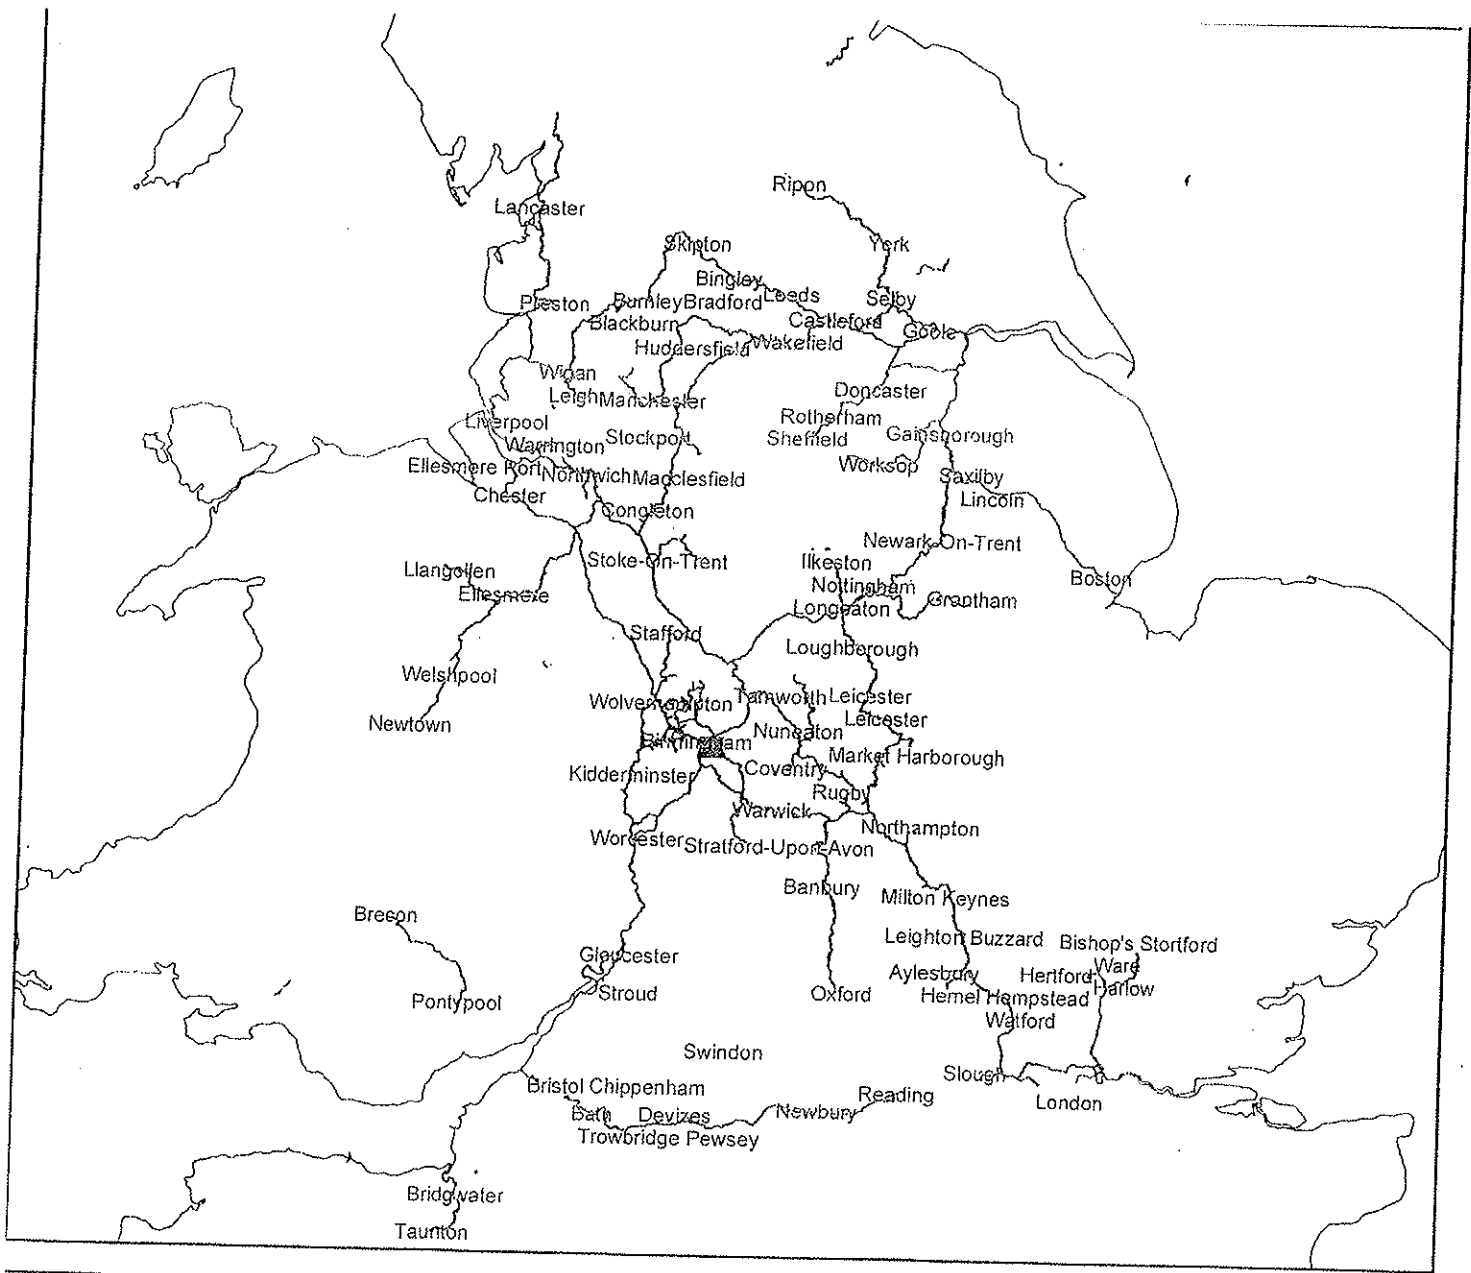 Ripon
Lancaster
Skipton
York
Bingley
Leeds
Selby
Preston
Burnley
Bradford
Blackburn
Castleford
Goole
Huddersfield
Wakefield
Wigan
Leigh
Manchester
Doncaster
Rotherham
Liverpool
Warrington
Stockport
Sheffield
Gainsborough
Ellesmere Port
Northwich
Macclesfield
Worksop
Saxilby
Chester
Lincoln
Congleton
Newark-On-Trent
Stoke-On-Trent
Ilkeston
Llangollen
Nottingham
Boston
Ellesmere
Longeaton
Grantham
Stafford
Loughborough
Welshpool
Wolverhampton
Tamworth
Leicester
Newtown
Leicester
Nuneaton
Birmingham
Market Harborough
Kidderminster
Coventry
Rugby
Warwick
Northampton
Worcester
Stratford-Upon-Avon
Banbury
Milton Keynes
Brecon
Leighton Buzzard
Bishop's Stortford
Gloucester
Ware
Aylesbury
Hertford
Harlow
Pontypool
Stroud
Oxford
Hemel Hempstead
Watford
Swindon
Slough
Bristol
Chippenham
Reading
London
Bath
Devizes
Newbury
Trowbridge
Pewsey
Bridgwater
Taunton